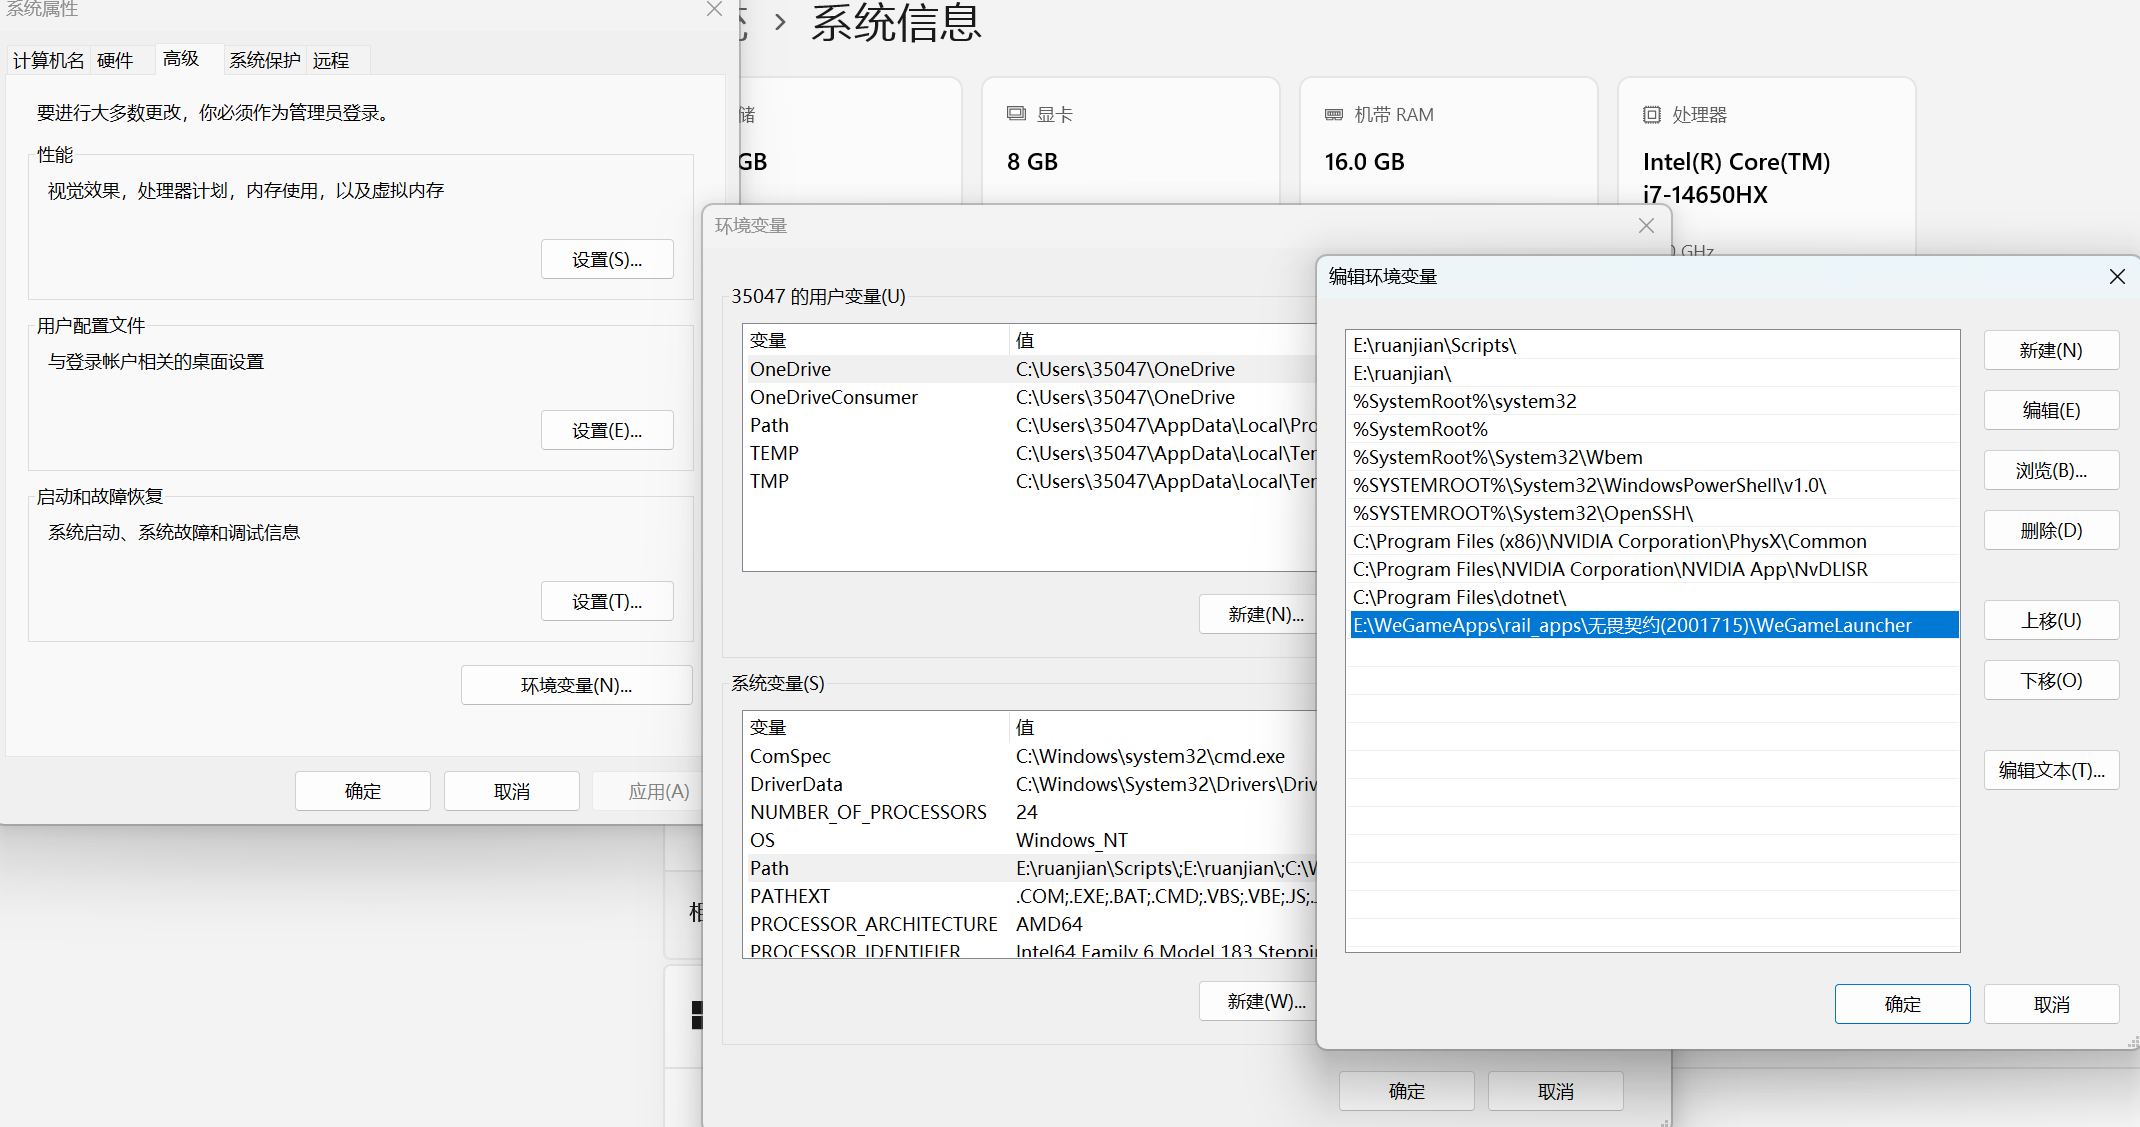 系统属性
计算机名
硬件
高级
系统保护
远程
要进行大多数更改，你必须作为管理员登录。
性能
视觉效果，处理器计划，内存使用，以及虚拟内存
设置(S)...
用户配置文件
与登录帐户相关的桌面设置
设置(E)...
启动和故障恢复
系统启动、系统故障和调试信息
设置(T)...
环境变量(N)...
确定
取消
应用(A)
› 系统信息
储
GB
显卡
8 GB
机带 RAM
16.0 GB
处理器
Intel(R) Core(TM)
i7-14650HX
GHz
环境变量
35047 的用户变量(U)
变量 值
OneDrive C:\Users\35047\OneDrive
OneDriveConsumer C:\Users\35047\OneDrive
Path C:\Users\35047\AppData\Local\Pro
TEMP C:\Users\35047\AppData\Local\Ter
TMP C:\Users\35047\AppData\Local\Ter
新建(N)...
系统变量(S)
变量 值
ComSpec C:\Windows\system32\cmd.exe
DriverData C:\Windows\System32\Drivers\Driv
NUMBER_OF_PROCESSORS 24
OS Windows_NT
Path E:\ruanjian\Scripts\;E:\ruanjian\;C:\W
PATHEXT .COM;.EXE;.BAT;.CMD;.VBS;.VBE;.JS;.
PROCESSOR_ARCHITECTURE AMD64
PROCESSOR_IDENTIFIER Intel64 Family 6 Model 183 Steppi
新建(W)...
确定
取消
编辑环境变量
E:\ruanjian\Scripts\
E:\ruanjian\
%SystemRoot%\system32
%SystemRoot%
%SystemRoot%\System32\Wbem
%SYSTEMROOT%\System32\WindowsPowerShell\v1.0\
%SYSTEMROOT%\System32\OpenSSH\
C:\Program Files (x86)\NVIDIA Corporation\PhysX\Common
C:\Program Files\NVIDIA Corporation\NVIDIA App\NvDLISR
C:\Program Files\dotnet\
E:\WeGameApps\rail_apps\无畏契约(2001715)\WeGameLauncher
新建(N)
编辑(E)
浏览(B)...
删除(D)
上移(U)
下移(O)
编辑文本(T)...
确定
取消